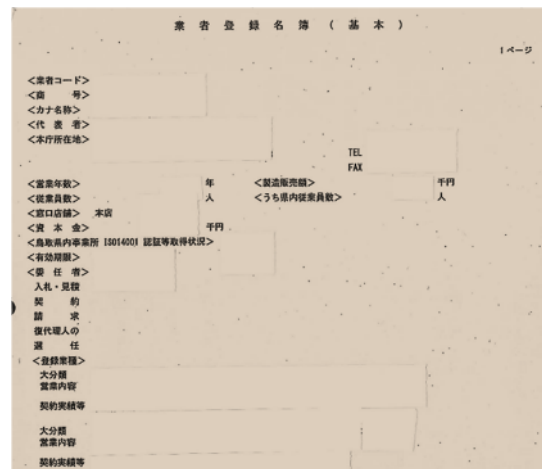 業者登録名簿(基本)
1ページ
<業者コード>
<商号>
<カナ名称>
<代表者>
<本庁所在地>
TEL
FAX
<営業年数> 年 <製造販売額> 千円
<従業員数> 人 <うち県内従業員数> 人
<窓口店舗> 本店
<資本金> 千円
<鳥取県内事業所 ISO14001 認証等取得状況>
<有効期限>
<委任者>
入札・見積
契約
請求
復代理人の
選任
<登録業種>
大分類
営業内容
契約実績等
大分類
営業内容
契約実績等